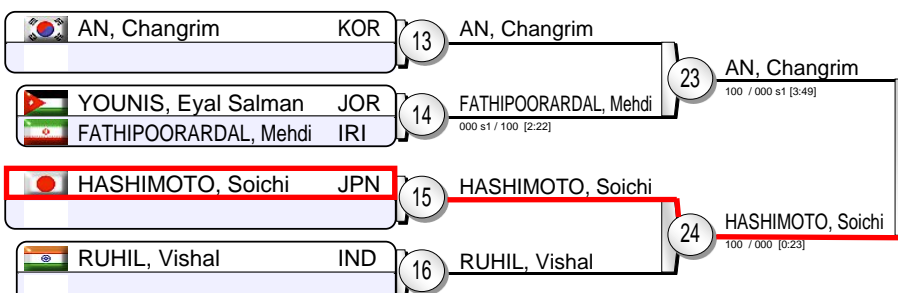 AN, Changrim KOR
13
AN, Changrim
YOUNIS, Eyal Salman JOR
FATHIPOORARDAL, Mehdi IRI
14
FATHIPOORARDAL, Mehdi
000 s1 / 100 [2:22]
23
AN, Changrim
100 / 000 s1 [3:49]
HASHIMOTO, Soichi JPN
15
HASHIMOTO, Soichi
RUHIL, Vishal IND
16
RUHIL, Vishal
24
HASHIMOTO, Soichi
100 / 000 [0:23]